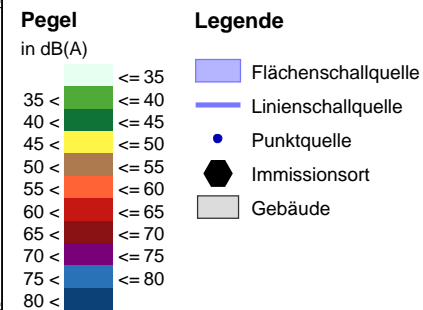 Pegel
in dB(A)
<= 35
35 < <= 40
40 < <= 45
45 < <= 50
50 < <= 55
55 < <= 60
60 < <= 65
65 < <= 70
70 < <= 75
75 < <= 80
80 <
Legende
Flächenschallquelle
Linienschallquelle
Punktquelle
Immissionsort
Gebäude